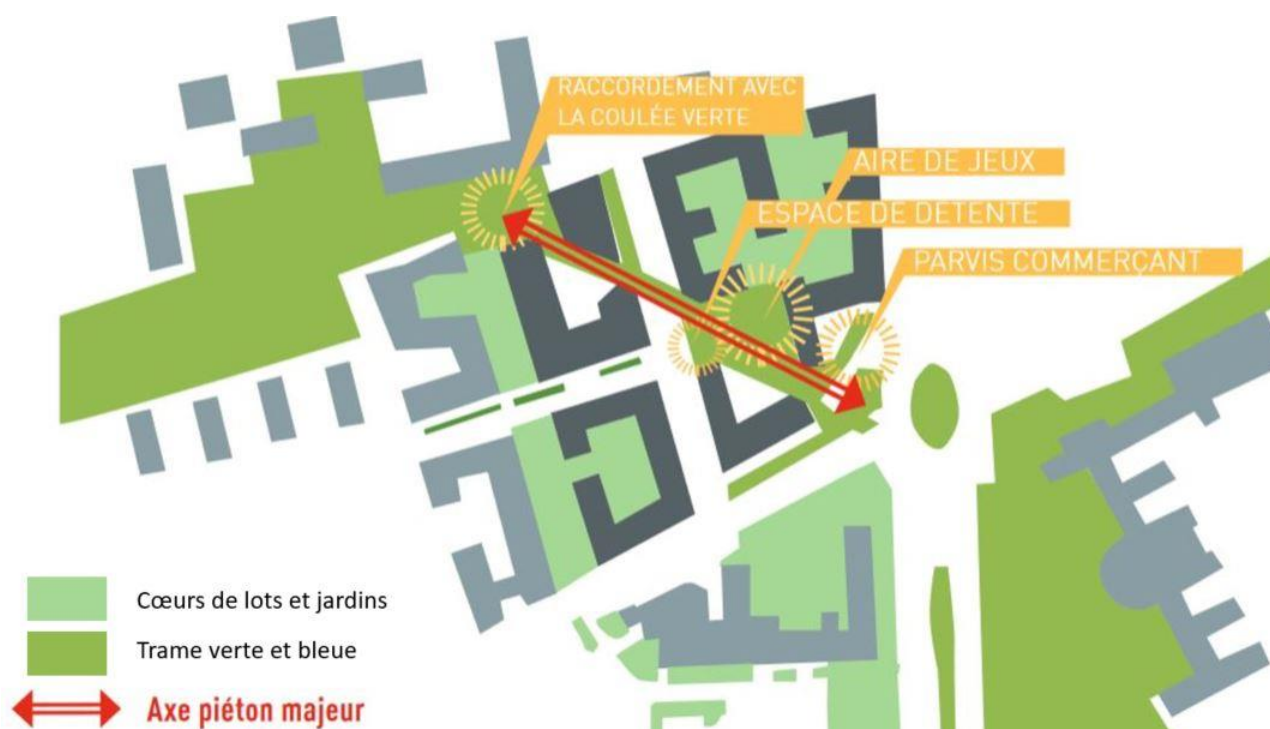 RACCORDEMENT AVEC
LA COULÉE VERTE
AIRE DE JEUX
ESPACE DE DETENTE
PARVIS COMMERÇANT
Cœurs de lots et jardins
Trame verte et bleue
Axe piéton majeur